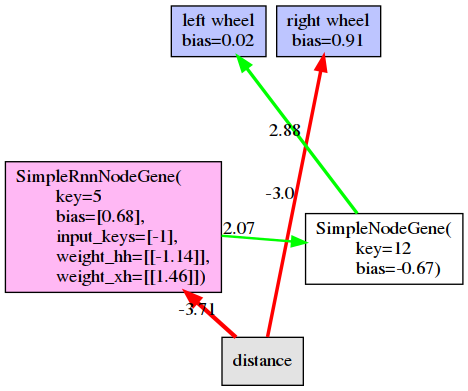 left wheel
bias=0.02
right wheel
bias=0.91
2.88
-3.0
SimpleRnnNodeGene(
key=5
bias=[0.68],
input_keys=[-1],
weight_hh=[[-1.14]],
weight_xh=[[1.46]])
2.07
SimpleNodeGene(
key=12
bias=-0.67)
-3.71
distance